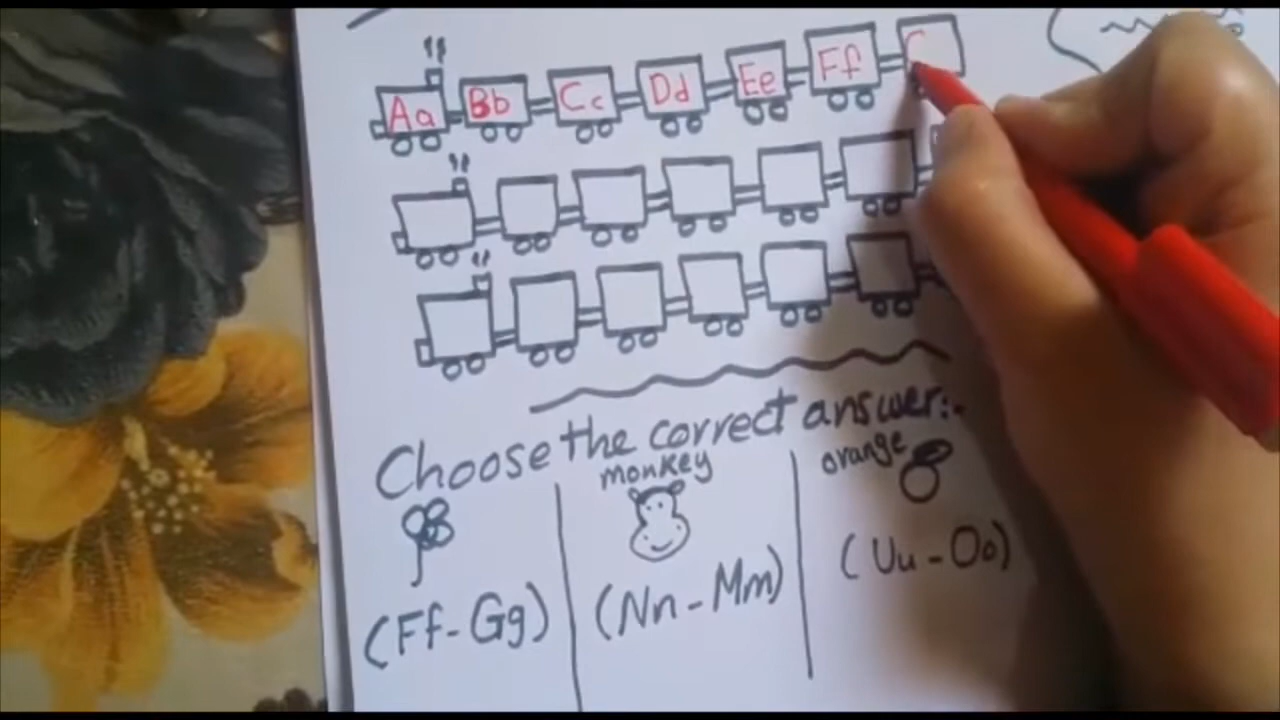 Aa Bb Cc Dd Ee Ff
Choose the correct answer:.
monkey
orange
(Ff-Gg)
(Nn-Mm)
(Uu-Oo)